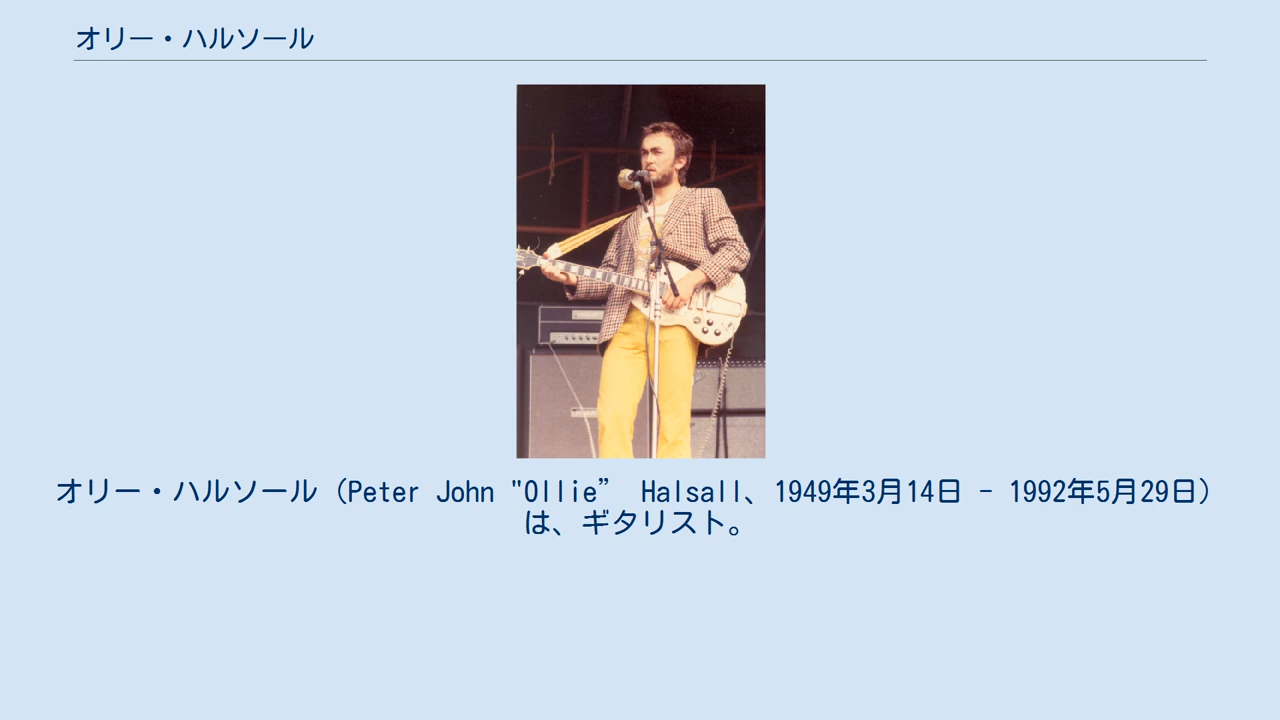 オリー・ハルソール
オリー・ハルソール（Peter John "Ollie” Halsall、1949年3月14日 - 1992年5月29日）
は、ギタリスト。